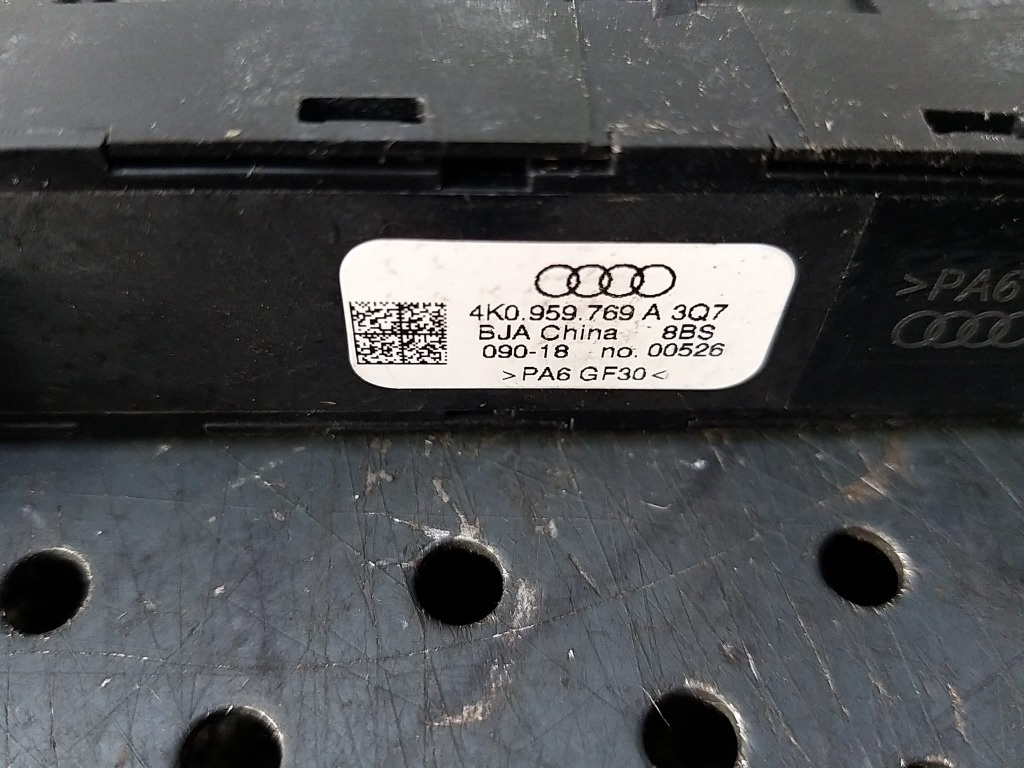 4K0.959.769 A 3Q7
BJA China 8BS
090-18 no. 00526
>PA6 GF30<
>PA6